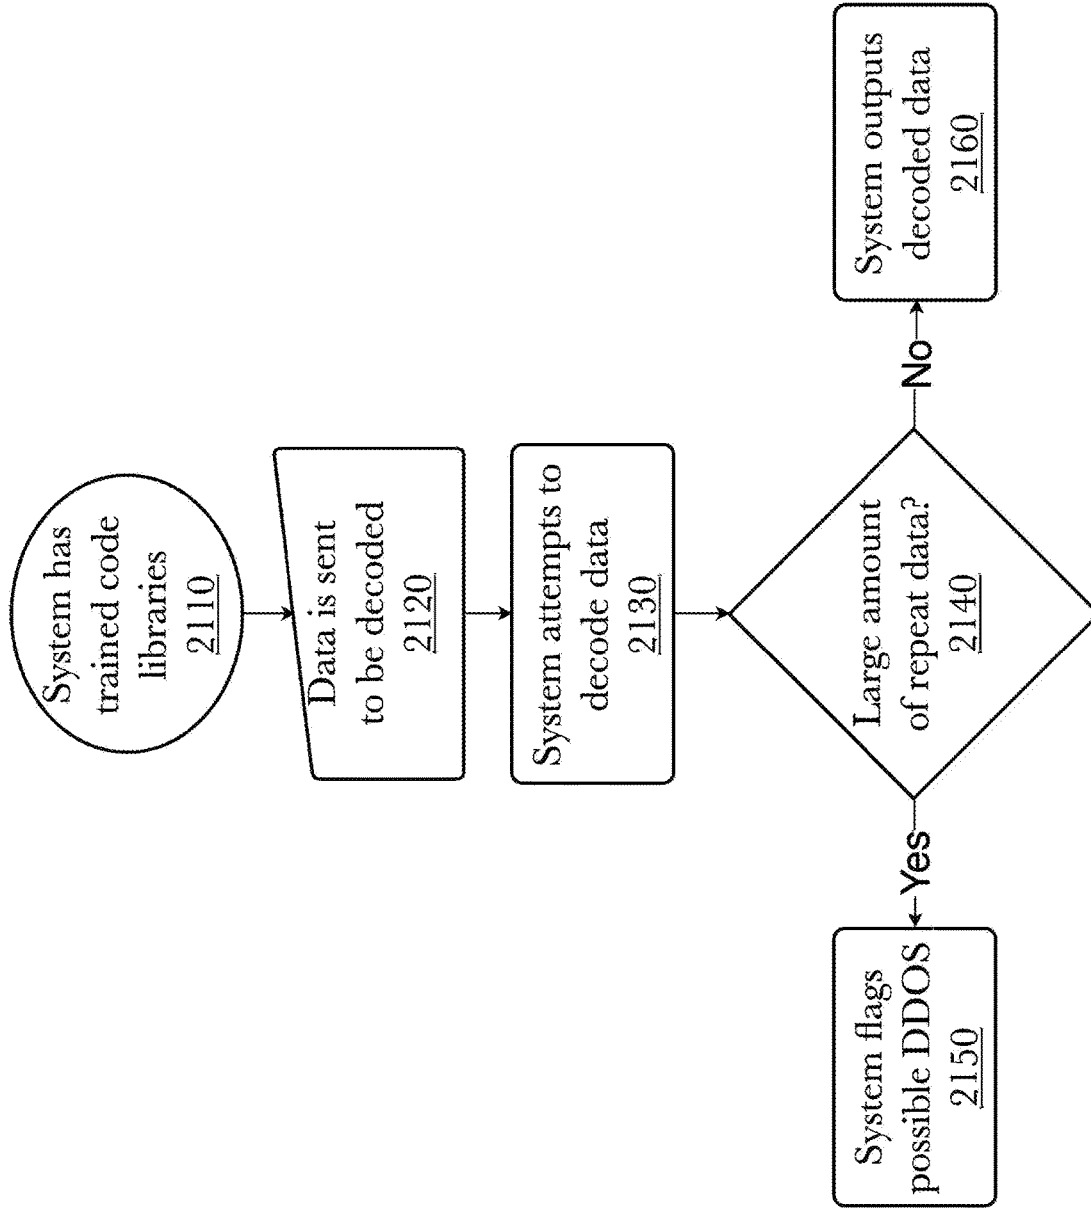 System has
trained code
libraries
2110
Data is sent
to be decoded
2120
System attempts to
decode data
2130
Large amount
of repeat data?
2140
Yes
No
System flags
possible DDOS
2150
System outputs
decoded data
2160